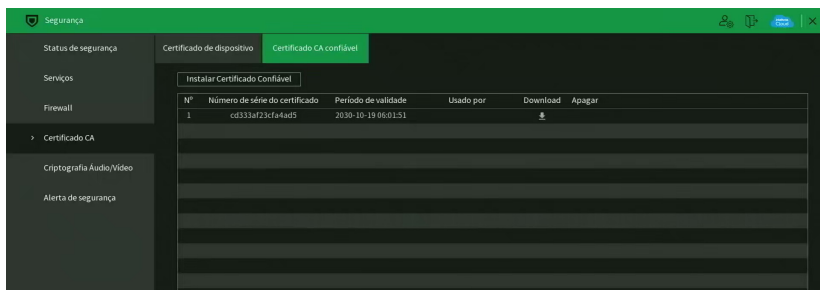 Segurança
Cloud
Status de segurança
Certificado de dispositivo
Certificado CA confiável
Serviços
Instalar Certificado Confiável
Firewall
Nº Número de série do certificado Período de validade Usado por Download Apagar
1 cd333af23cfa4ad5 2030-10-19 06:01:51
> Certificado CA
Criptografia Áudio/Vídeo
Alerta de segurança